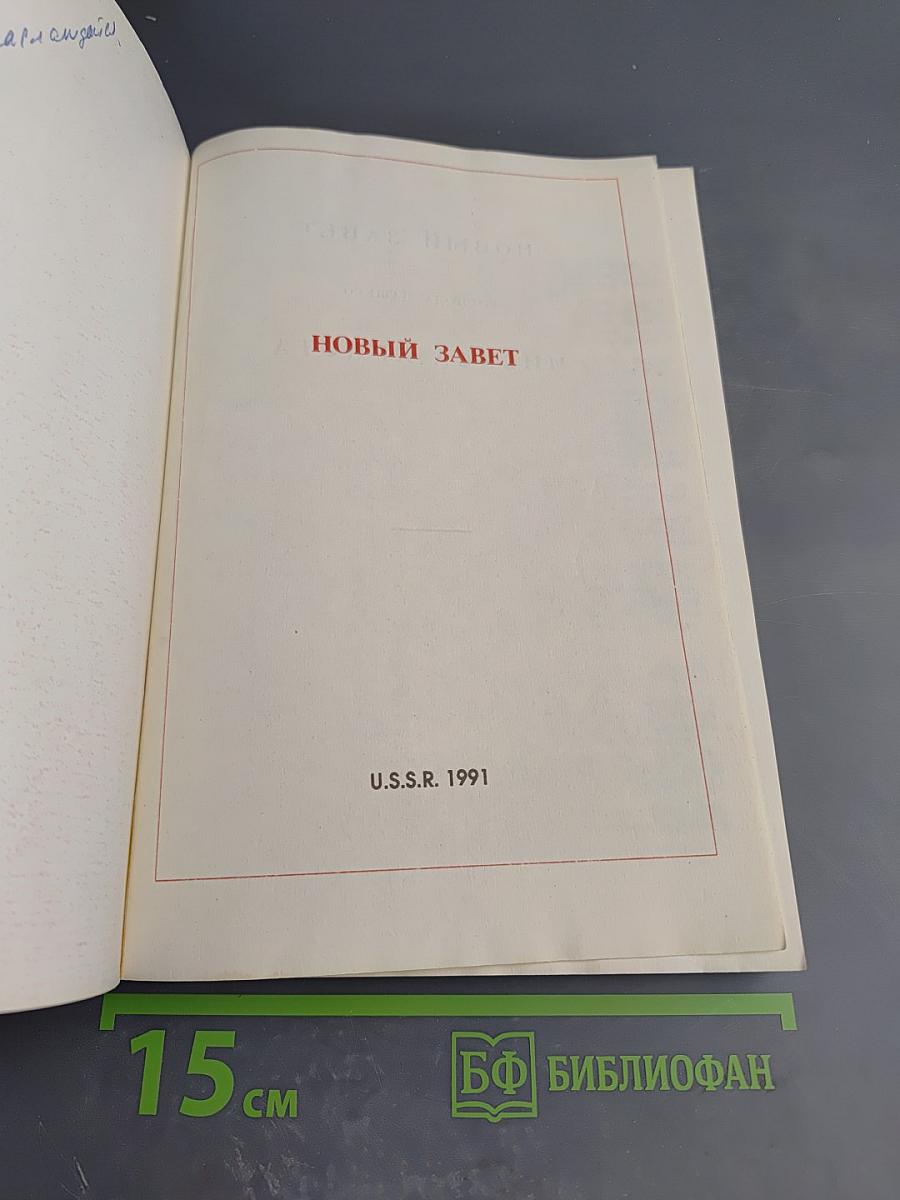 НОВЫЙ ЗАВЕТ
U.S.S.R. 1991
15 см
БФ БИБЛИОФАН